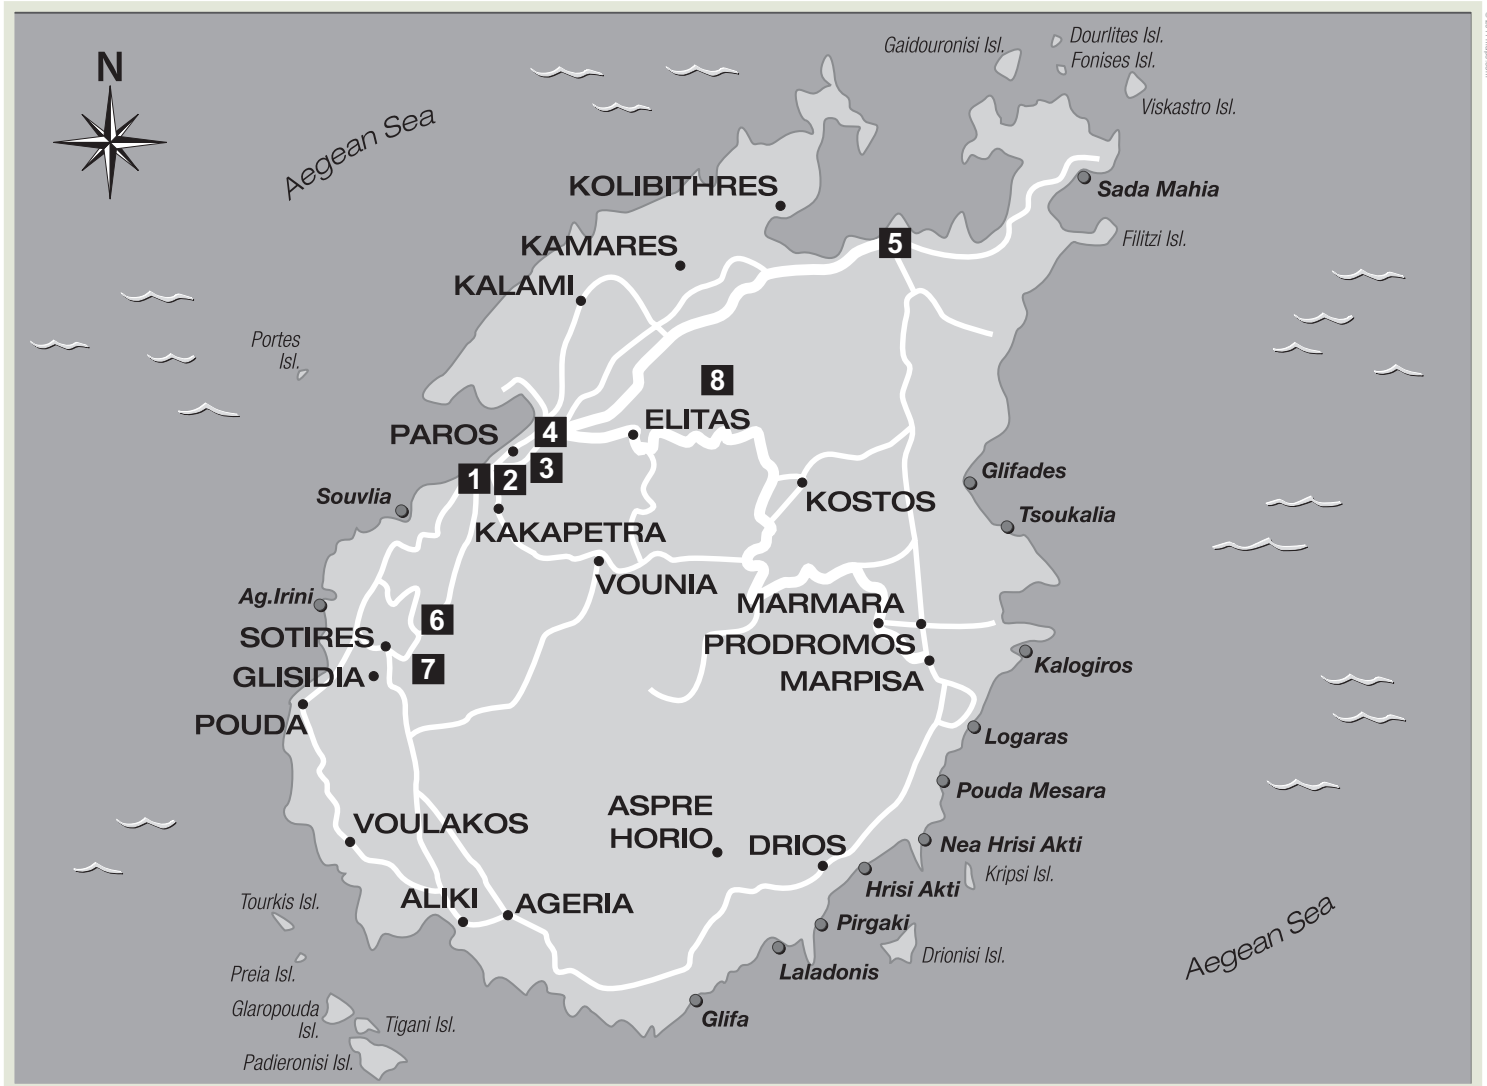 Gaidouronisi Isl.
Dourlites Isl.
Fonises Isl.
N
Viskastro Isl.
Aegean Sea
KOLIBITHRES
Sada Mahia
KAMARES
5
Filitzi Isl.
KALAMI
Portes
Isl.
8
ELITAS
PAROS
4
3
1
2
Glifades
Souvlia
KOSTOS
Tsoukalia
KAKAPETRA
VOUNIA
Ag.Irini
MARMARA
6
SOTIRES
PRODROMOS
Kalogiros
7
GLISIDIA
MARPISA
POUDA
Logaras
Pouda Mesara
ASPRE
HORIO
VOULAKOS
DRIOS
Nea Hrisi Akti
Kripsi Isl.
Hrisi Akti
ALIKI
AGERIA
Tourkis Isl.
Pirgaki
Aegean Sea
Drionisi Isl.
Preia Isl.
Laladonis
Glaropouda
Isl.
Tigani Isl.
Glifa
Padieronisi Isl.